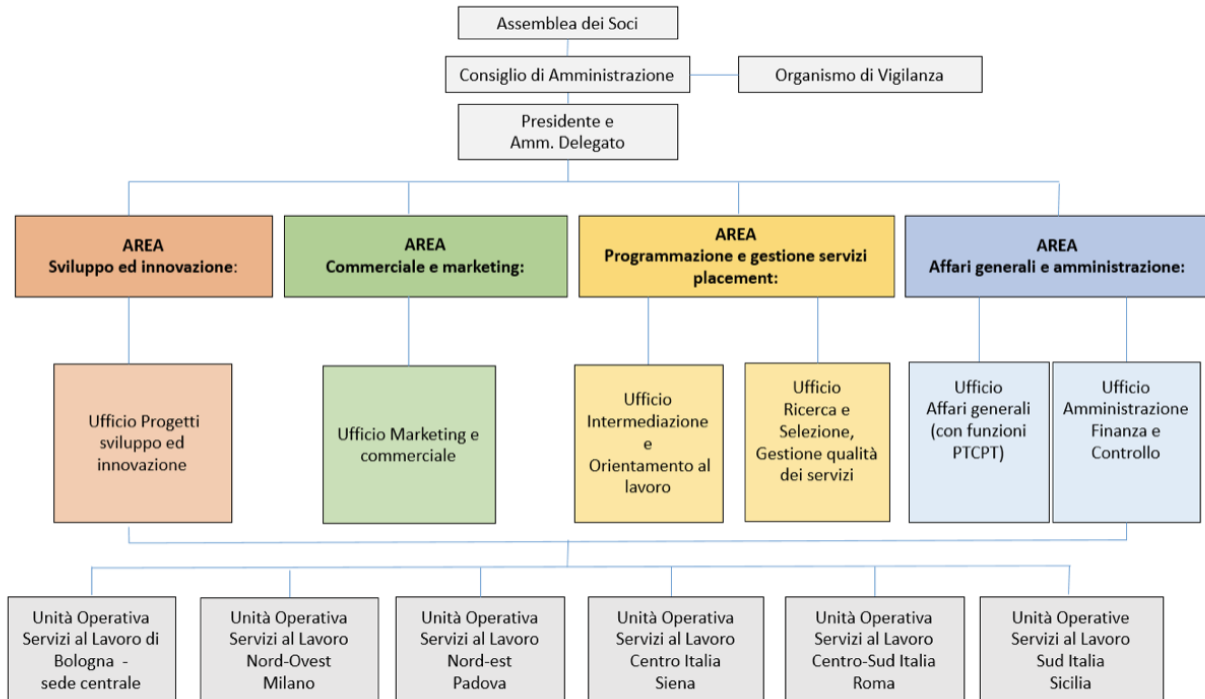 Assemblea dei Soci
Consiglio di Amministrazione
Organismo di Vigilanza
Presidente e
Amm. Delegato
AREA
Sviluppo ed innovazione:
AREA
Commerciale e marketing:
AREA
Programmazione e gestione servizi
placement:
AREA
Affari generali e amministrazione:
Ufficio Progetti
sviluppo ed
innovazione
Ufficio Marketing e
commerciale
Ufficio
Intermediazione
e
Orientamento al
lavoro
Ufficio
Ricerca e
Selezione,
Gestione qualità
dei servizi
Ufficio
Affari generali
(con funzioni
PTCPT)
Ufficio
Amministrazione
Finanza e
Controllo
Unità Operativa
Servizi al Lavoro di
Bologna -
sede centrale
Unità Operativa
Servizi al Lavoro
Nord-Ovest
Milano
Unità Operativa
Servizi al Lavoro
Nord-est
Padova
Unità Operativa
Servizi al Lavoro
Centro Italia
Siena
Unità Operativa
Servizi al Lavoro
Centro-Sud Italia
Roma
Unità Operative
Servizi al Lavoro
Sud Italia
Sicilia